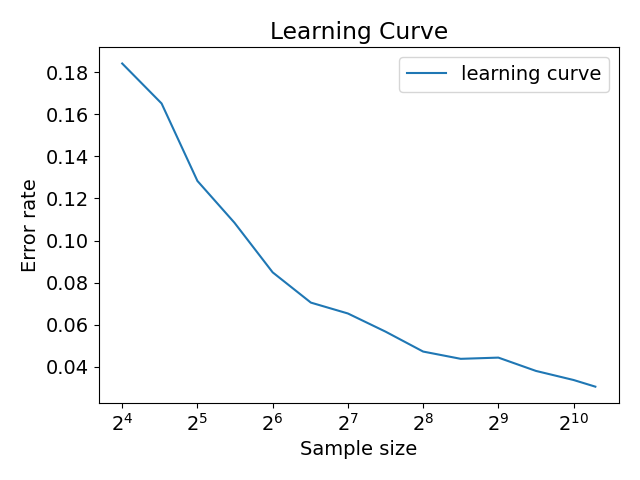 Learning Curve
learning curve
0.18
0.16
0.14
0.12
0.10
0.08
0.06
0.04
Error rate
2⁴ 2⁵ 2⁶ 2⁷ 2⁸ 2⁹ 2¹⁰
Sample size